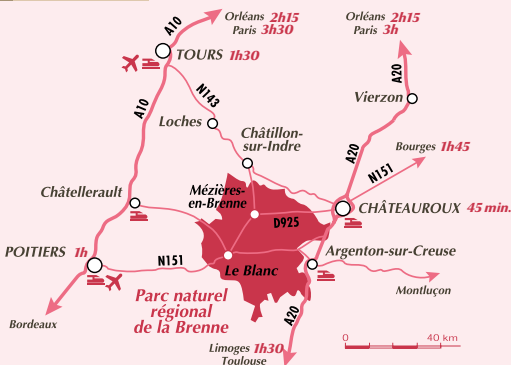 A10
Orléans 2h15
Paris 3h30
Orléans 2h15
Paris 3h
TOURS 1h30
A20
A10
N143
Vierzon
Loches
Châtillon-
sur-Indre
A20
Bourges 1h45
N151
Châtellerault
Mézières-
en-Brenne
D925
CHÂTEAUROUX 45 min.
POITIERS 1h
N151
Le Blanc
Argenton-sur-Creuse
Montluçon
Parc naturel
régional
de la Brenne
A20
Bordeaux
0 40 km
Limoges 1h30
Toulouse